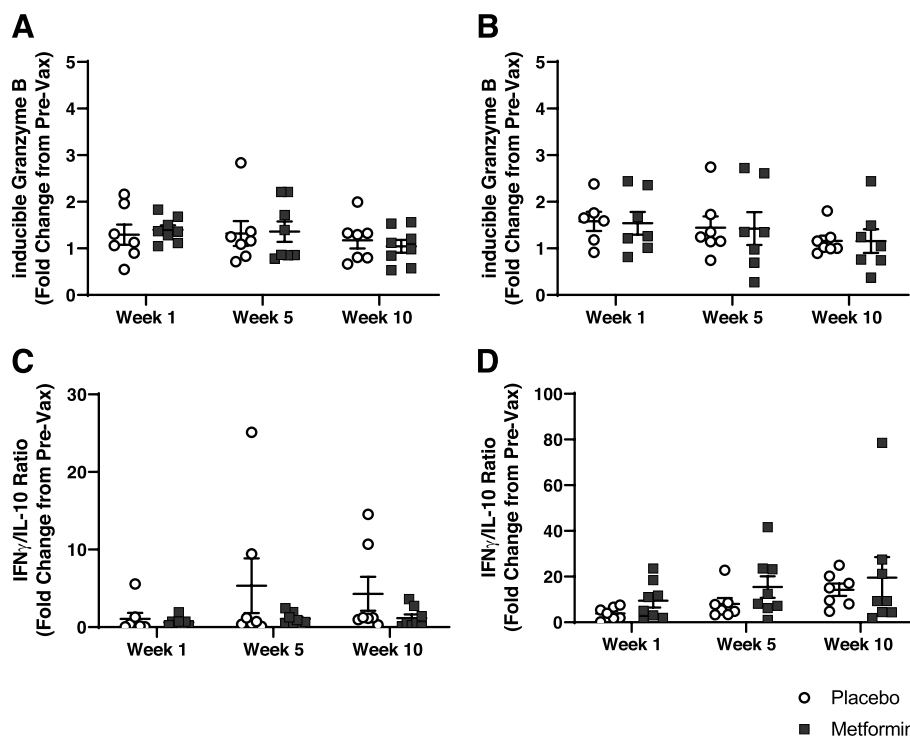 A
inducible Granzyme B
(Fold Change from Pre-Vax)
5
4
3
2
1
0
Week 1 Week 5 Week 10
B
inducible Granzyme B
(Fold Change from Pre-Vax)
5
4
3
2
1
0
Week 1 Week 5 Week 10
C
IFNγ/IL-10 Ratio
(Fold Change from Pre-Vax)
30
20
10
0
Week 1 Week 5 Week 10
D
IFNγ/IL-10 Ratio
(Fold Change from Pre-Vax)
100
80
60
40
20
0
Week 1 Week 5 Week 10
Placebo
Metformin